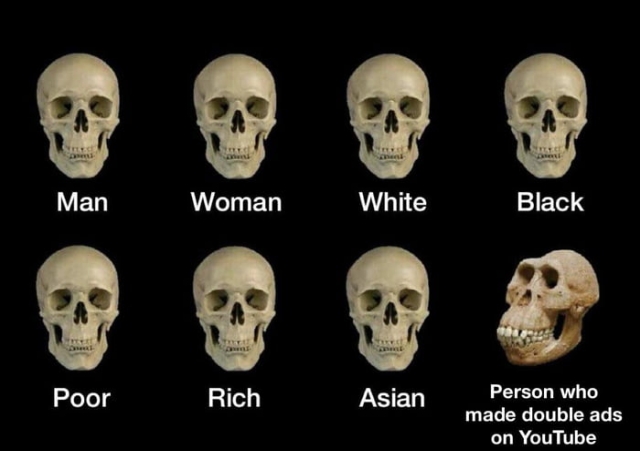 Man
Woman
White
Black
Poor
Rich
Asian
Person who
made double ads
on YouTube